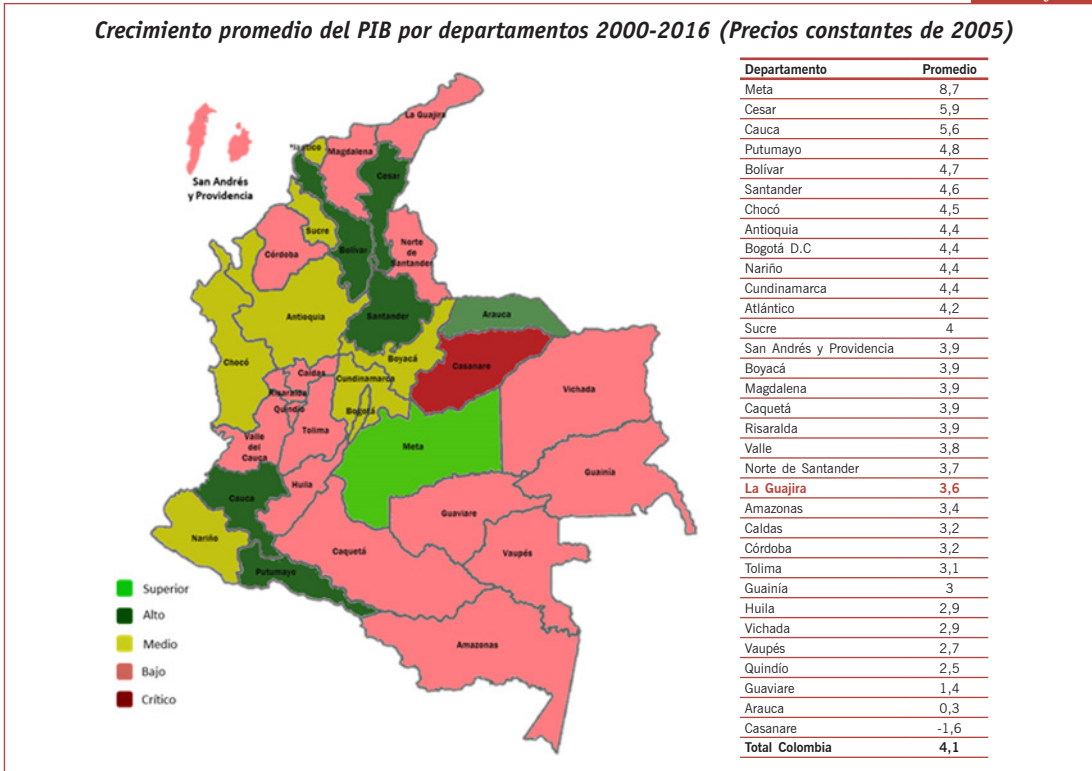 Crecimiento promedio del PIB por departamentos 2000-2016 (Precios constantes de 2005)
La Guajira
Magdalena
Cesar
San Andrés
y Providencia
Sucre
Bolívar
Córdoba
Norte
de
Santander
Antioquia
Santander
Arauca
Chocó
Boyacá
Casanare
Caldas
Cundinamarca
Risaralda
Quindío
Bogotá
Vichada
Tolima
Valle
del
Cauca
Meta
Huila
Guainía
Cauca
Guaviare
Nariño
Caquetá
Vaupés
Putumayo
Amazonas
Superior
Alto
Medio
Bajo
Crítico
Departamento Promedio
Meta 8,7
Cesar 5,9
Cauca 5,6
Putumayo 4,8
Bolívar 4,7
Santander 4,6
Chocó 4,5
Antioquia 4,4
Bogotá D.C 4,4
Nariño 4,4
Cundinamarca 4,4
Atlántico 4,2
Sucre 4
San Andrés y Providencia 3,9
Boyacá 3,9
Magdalena 3,9
Caquetá 3,9
Risaralda 3,9
Valle 3,8
Norte de Santander 3,7
La Guajira 3,6
Amazonas 3,4
Caldas 3,2
Córdoba 3,2
Tolima 3,1
Guainía 3
Huila 2,9
Vichada 2,9
Vaupés 2,7
Quindío 2,5
Guaviare 1,4
Arauca 0,3
Casanare -1,6
Total Colombia 4,1